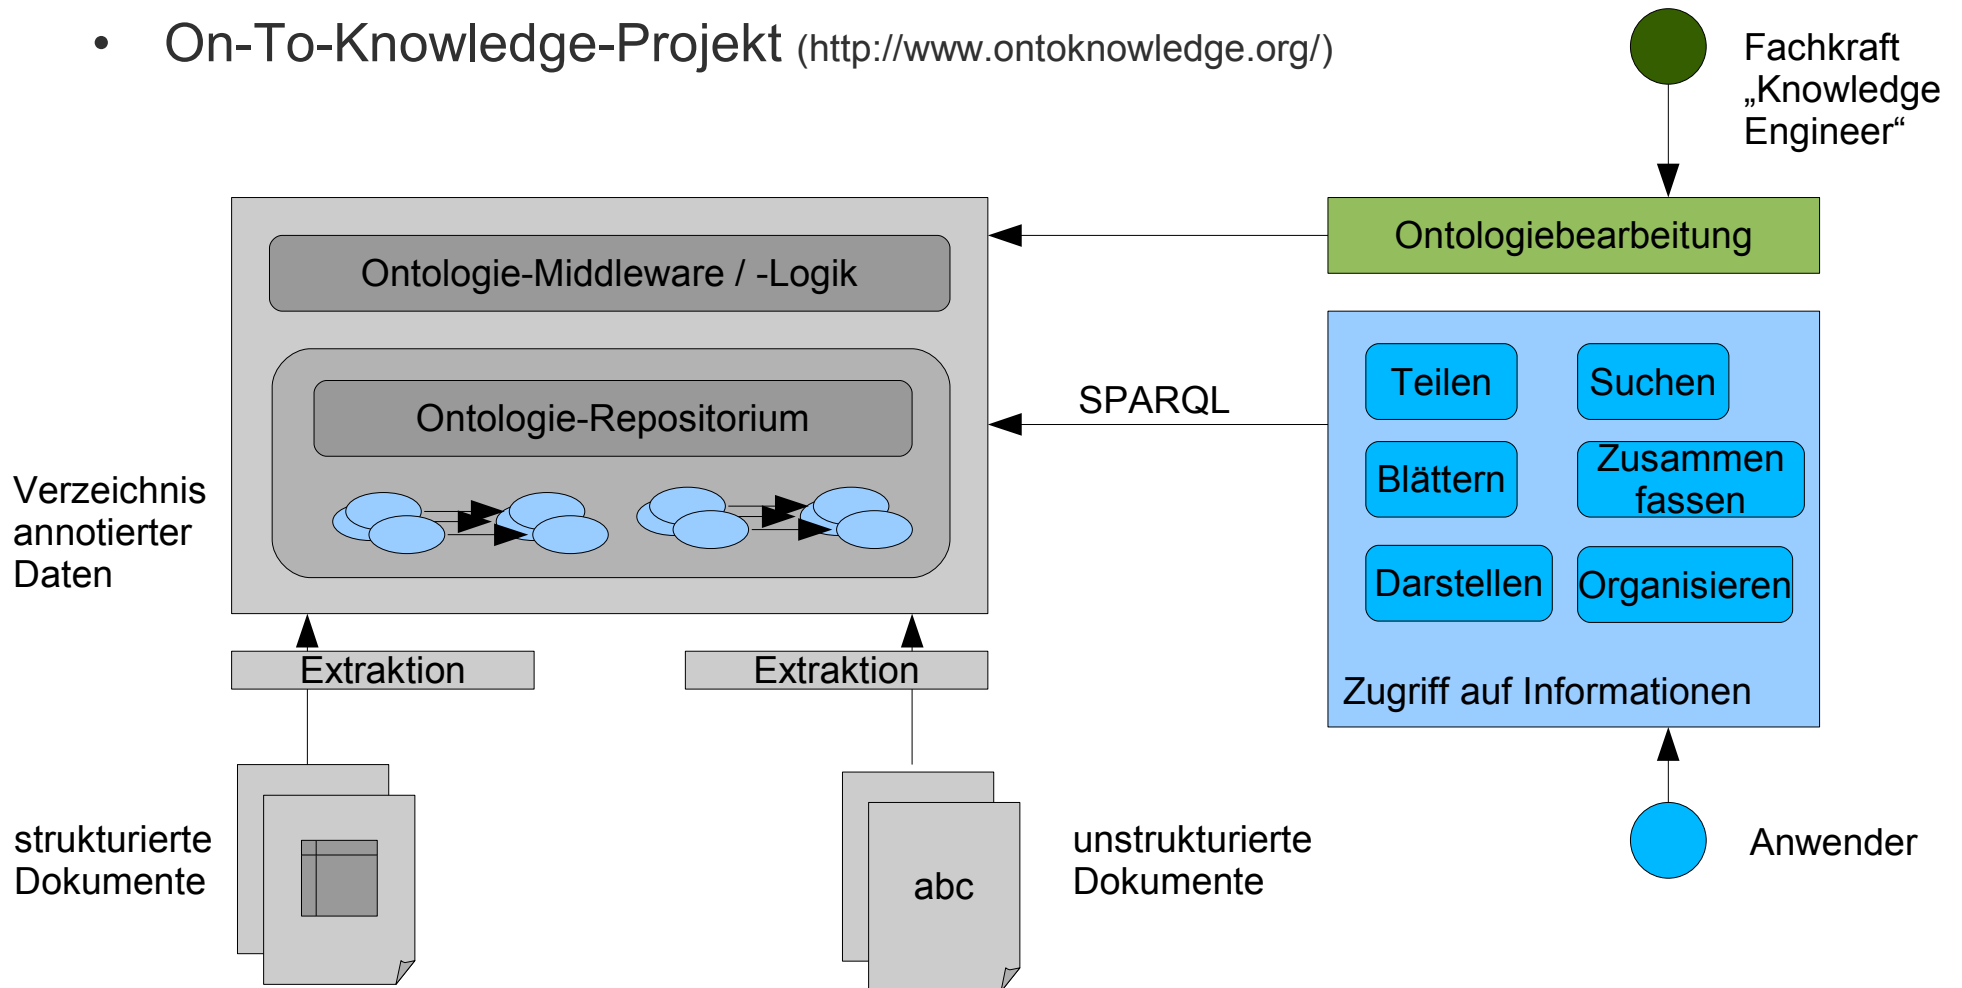 • On-To-Knowledge-Projekt (http://www.ontoknowledge.org/)
Fachkraft
„Knowledge
Engineer“
Ontologiebearbeitung
Ontologie-Middleware / -Logik
Ontologie-Repositorium
SPARQL
Teilen
Suchen
Blättern
Zusammen
fassen
Darstellen
Organisieren
Zugriff auf Informationen
Verzeichnis
annotierter
Daten
Extraktion
Extraktion
strukturierte
Dokumente
abc
unstrukturierte
Dokumente
Anwender